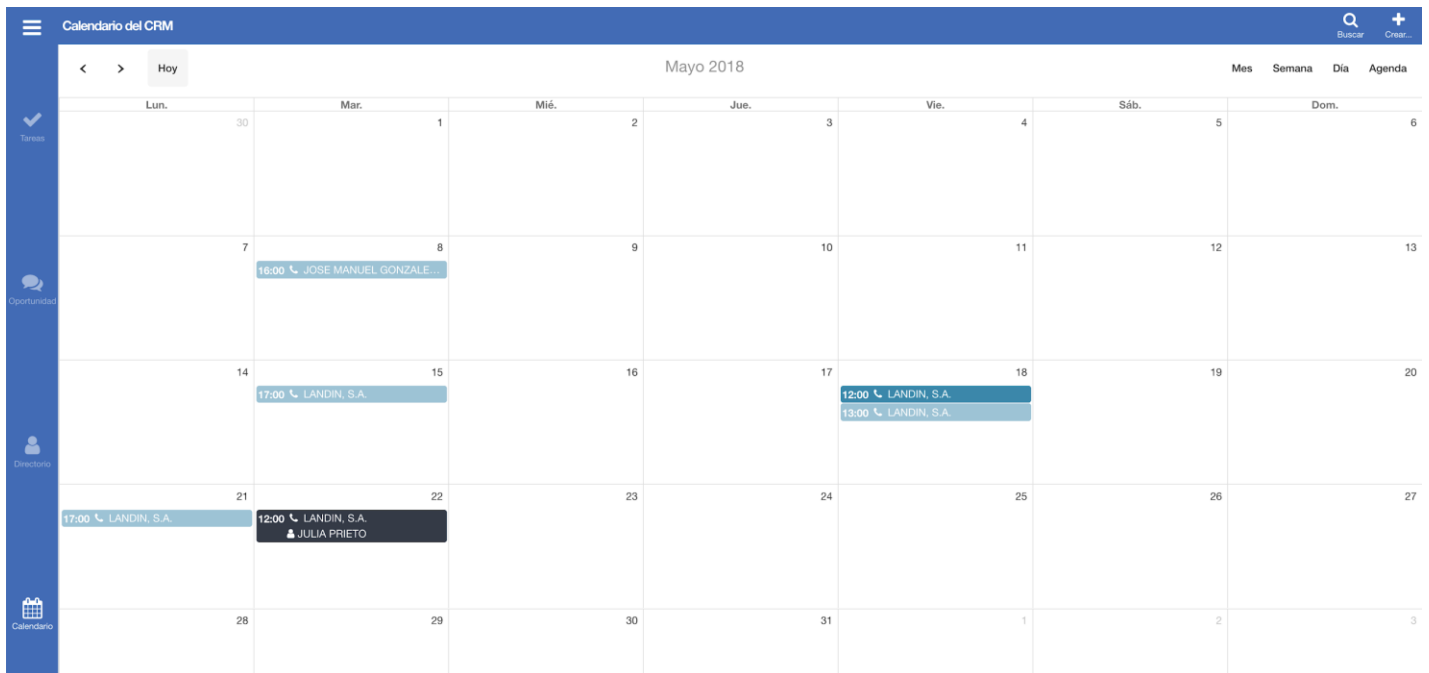 Calendario del CRM
Buscar
Crear...
Hoy
Mayo 2018
Mes Semana Día Agenda
Tareas
Oportunidad
Directorio
Calendario
Lun. Mar. Mié. Jue. Vie. Sáb. Dom.
30 1 2 3 4 5 6
7 8 9 10 11 12 13
16:00 JOSE MANUEL GONZALE...
14 15 16 17 18 19 20
17:00 LANDIN, S.A.
12:00 LANDIN, S.A.
13:00 LANDIN, S.A.
21 22 23 24 25 26 27
17:00 LANDIN, S.A.
12:00 LANDIN, S.A.
JULIA PRIETO
28 29 30 31 1 2 3